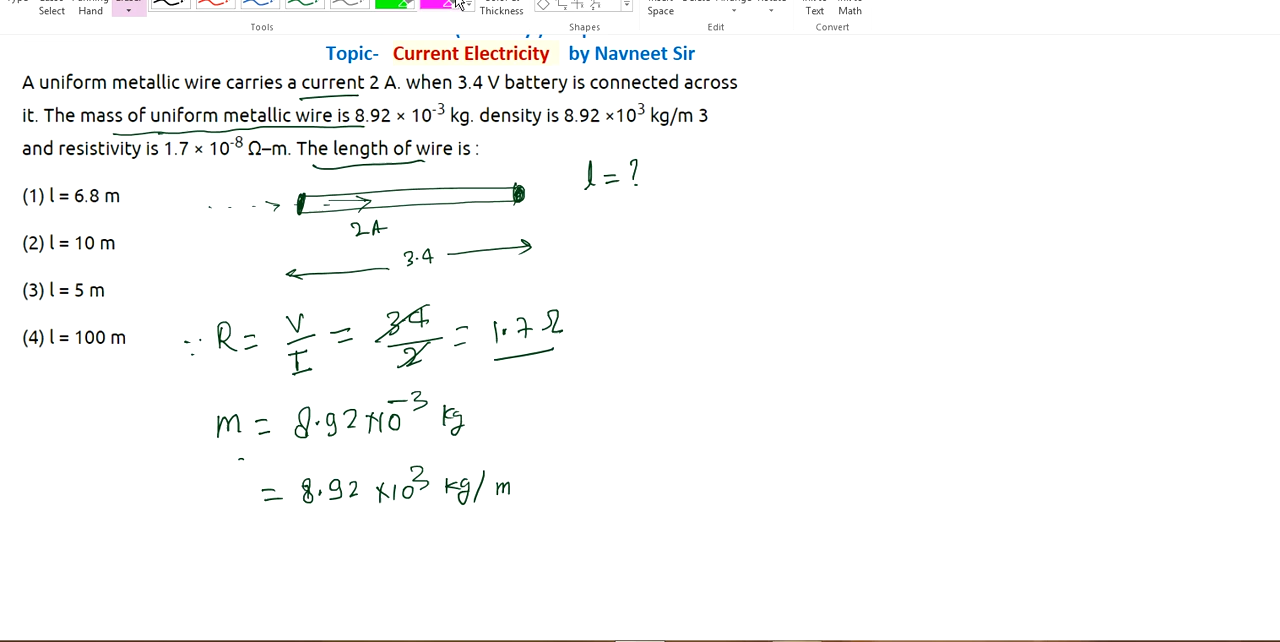 Select Hand Thickness Space Text Math
Tools Shapes Edit Convert
Topic- Current Electricity by Navneet Sir
A uniform metallic wire carries a current 2 A. when 3.4 V battery is connected across
it. The mass of uniform metallic wire is 8.92 × 10⁻³ kg. density is 8.92 ×10³ kg/m 3
and resistivity is 1.7 × 10⁻⁸ Ω–m. The length of wire is :
l = ?
(1) l = 6.8 m
2A
(2) l = 10 m
3.4
(3) l = 5 m
(4) l = 100 m
∵ R = V/I = 34/2 = 1.7 Ω
m = 8.92 × 10⁻³ kg
= 8.92 × 10³ kg/m